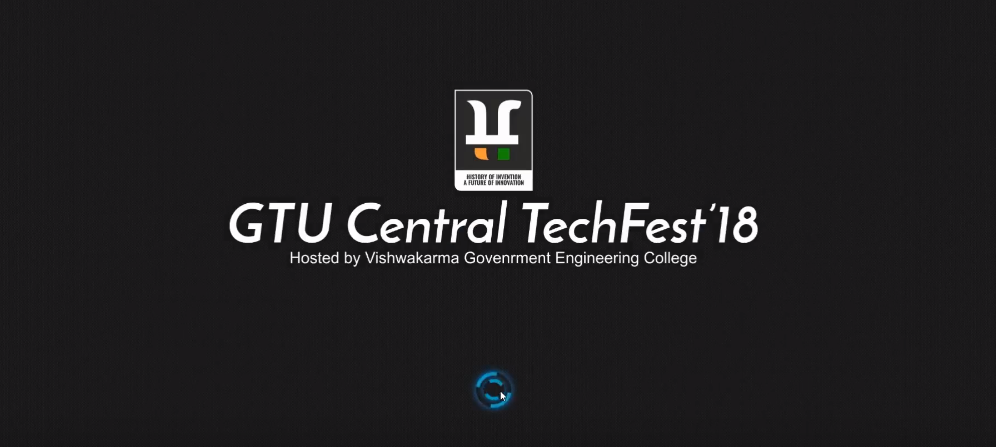 HISTORY OF INVENTION
A FUTURE OF INNOVATION
GTU Central TechFest'18
Hosted by Vishwakarma Govenrment Engineering College